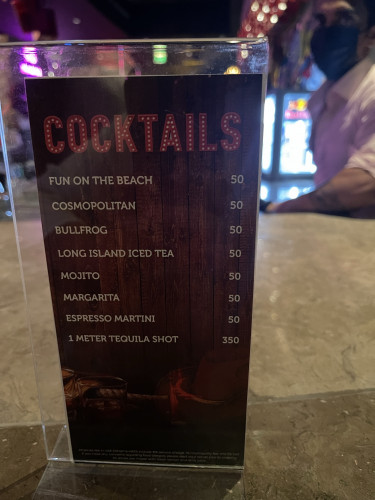 COCKTAILS
FUN ON THE BEACH 50
COSMOPOLITAN 50
BULLFROG 50
LONG ISLAND ICED TEA 50
MOJITO 50
MARGARITA 50
ESPRESSO MARTINI 50
1 METER TEQUILA SHOT 350